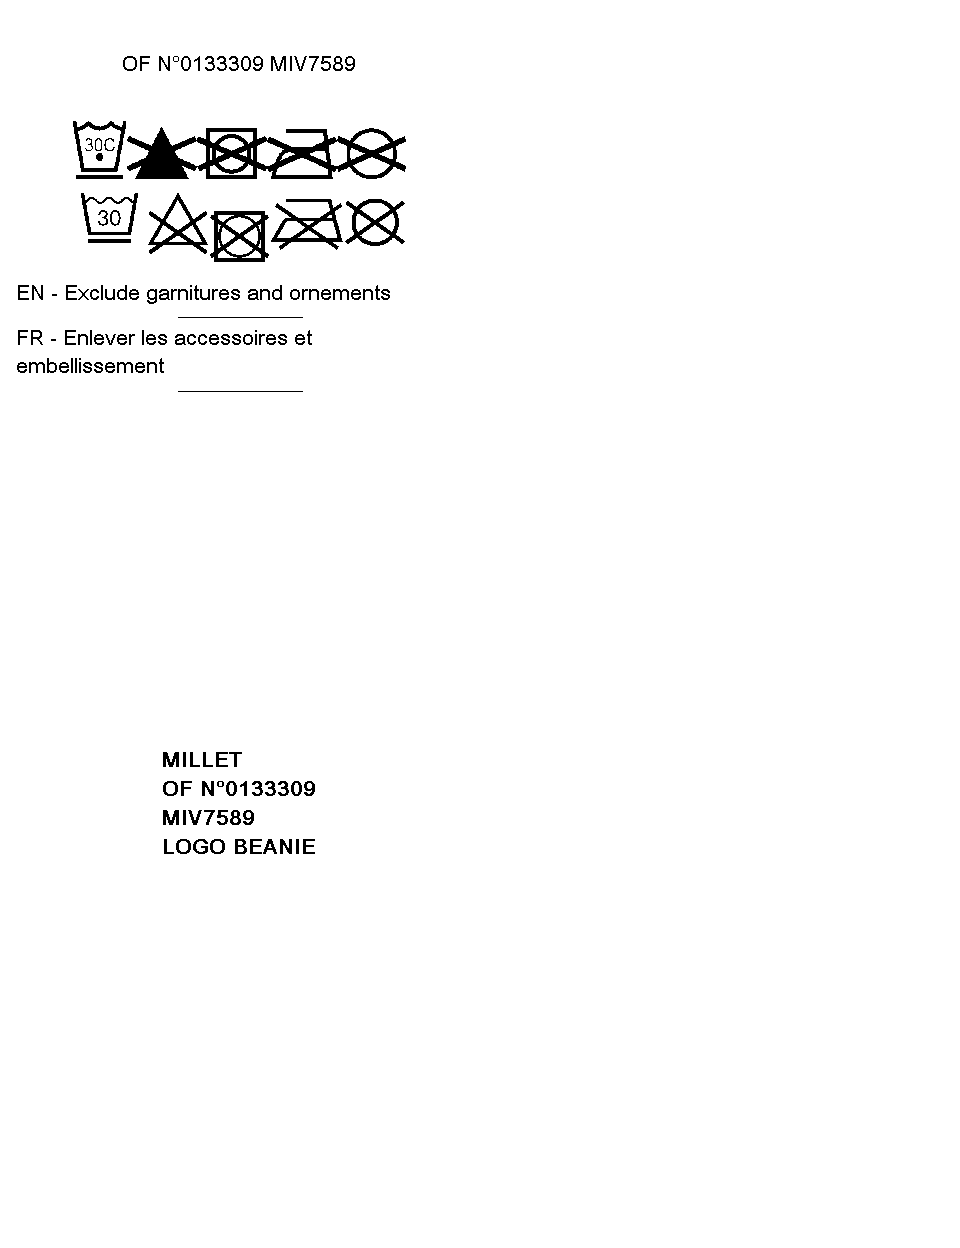 OF N°0133309 MIV7589
30C
30
EN - Exclude garnitures and ornements
FR - Enlever les accessoires et
embellissement
MILLET
OF N°0133309
MIV7589
LOGO BEANIE